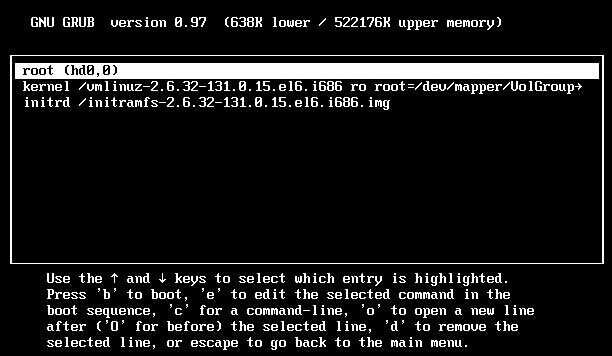 GNU GRUB  version 0.97  (638K lower / 522176K upper memory)
root (hd0,0)
kernel /vmlinuz-2.6.32-131.0.15.el6.i686 ro root=/dev/mapper/VolGroup→
initrd /initramfs-2.6.32-131.0.15.el6.i686.img
Use the ↑ and ↓ keys to select which entry is highlighted.
Press 'b' to boot, 'e' to edit the selected command in the
boot sequence, 'c' for a command-line, 'o' to open a new line
after ('O' for before) the selected line, 'd' to remove the
selected line, or escape to go back to the main menu.